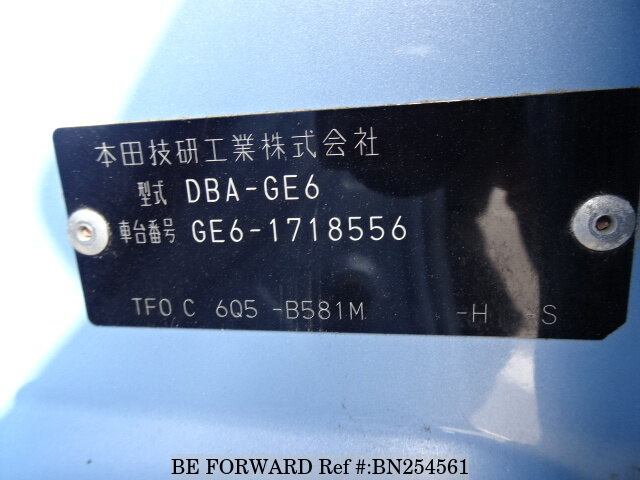 本田技研工業株式会社
型式 DBA-GE6
車台番号 GE6-1718556
TFO C 6Q5 -B581M -H -S
BE FORWARD Ref #:BN254561